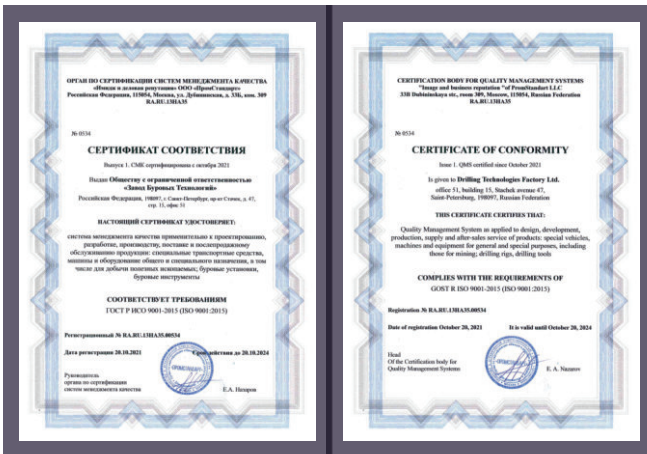 ОРГАН ПО СЕРТИФИКАЦИИ СИСТЕМ МЕНЕДЖМЕНТА КАЧЕСТВА
«Имидж и деловая репутация» ООО «ПромСтандарт»
Российская Федерация, 115054, Москва, ул. Дубининская, д. 33Б, ком. 309
RA.RU.13НА35
№ 0534
СЕРТИФИКАТ СООТВЕТСТВИЯ
Выпуск 1. СМК сертифицирована с октября 2021
Выдан Обществу с ограниченной ответственностью
«Завод Буровых Технологий»
Российская Федерация, 198097, г. Санкт-Петербург, пр-кт Стачек, д. 47,
стр. 11, офис 51
НАСТОЯЩИЙ СЕРТИФИКАТ УДОСТОВЕРЯЕТ:
система менеджмента качества применительно к проектированию,
разработке, производству, поставке и послепродажному
обслуживанию продукции: специальные транспортные средства,
машины и оборудование общего и специального назначения, в том
числе для добычи полезных ископаемых; буровые установки,
буровые инструменты
СООТВЕТСТВУЕТ ТРЕБОВАНИЯМ
ГОСТ Р ИСО 9001-2015 (ISO 9001:2015)
Регистрационный № RA.RU.13НА35.00534
Дата регистрации 20.10.2021 Срок действия до 20.10.2024
Руководитель
органа по сертификации
систем менеджмента качества Е.А. Назаров
CERTIFICATION BODY FOR QUALITY MANAGEMENT SYSTEMS
"Image and business reputation "of PromStandart LLC
33B Dubininskaya str., room 309, Moscow, 115054, Russian Federation
RA.RU.13HA35
№ 0534
CERTIFICATE OF CONFORMITY
Issue 1. QMS certified since October 2021
Is given to Drilling Technologies Factory Ltd.
office 51, building 15, Stachek avenue 47,
Saint-Petersburg, 198097, Russian Federation
THIS CERTIFICATE CERTIFIES THAT:
Quality Management System as applied to design, development,
production, supply and after-sales service of products: special vehicles,
machines and equipment for general and special purposes, including
those for mining; drilling rigs, drilling tools
COMPLIES WITH THE REQUIREMENTS OF
GOST R ISO 9001-2015 (ISO 9001:2015)
Registration № RA.RU.13HA35.00534
Date of registration October 20, 2021 It is valid until October 20, 2024
Head
Of the Certification body for
Quality Management Systems E. A. Nazarov